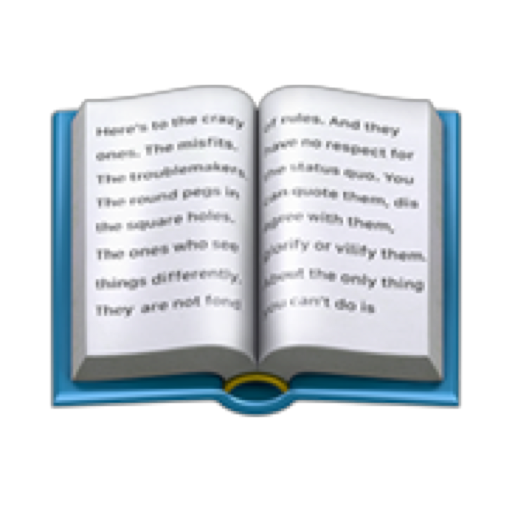 Here's to the crazy
ones. The misfits.
The troublemakers.
The round pegs in
the square holes.
The ones who see
things differently.
They are not fond
of rules. And they
have no respect for
the status quo. You
can quote them, dis
agree with them,
glorify or vilify them.
About the only thing
you can't do is